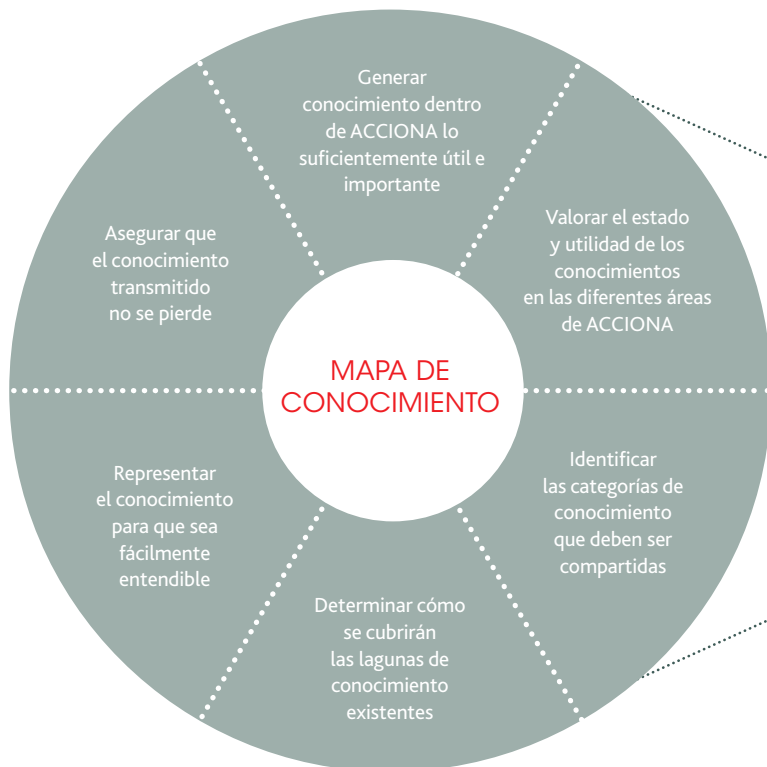 Generar
conocimiento dentro
de ACCIONA lo
suficientemente útil e
importante
Valorar el estado
y utilidad de los
conocimientos
en las diferentes áreas
de ACCIONA
Identificar
las categorías de
conocimiento
que deben ser
compartidas
Determinar cómo
se cubrirán
las lagunas de
conocimiento
existentes
Representar
el conocimiento
para que sea
fácilmente
entendible
Asegurar que
el conocimiento
transmitido
no se pierde
MAPA DE
CONOCIMIENTO